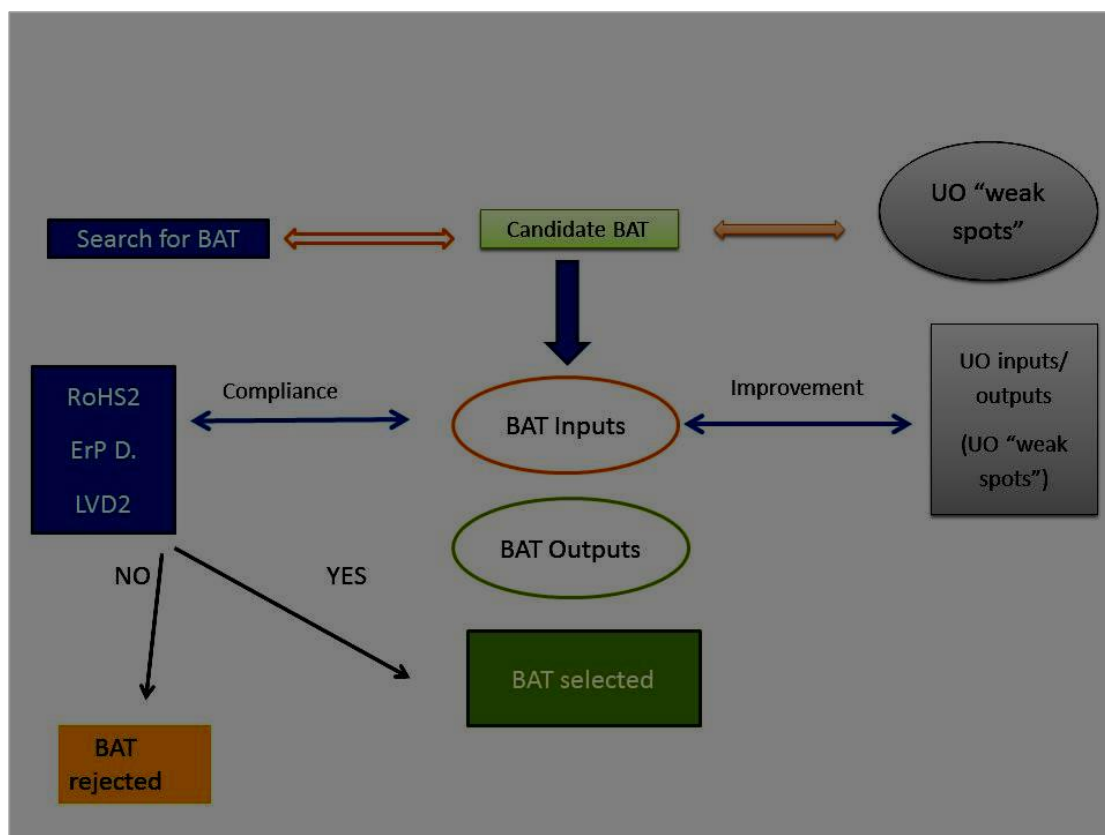 UO “weak
spots”
Search for BAT
Candidate BAT
RoHS2
ErP D.
LVD2
Compliance
BAT Inputs
Improvement
UO inputs/
outputs
(UO “weak
spots”)
BAT Outputs
NO
YES
BAT selected
BAT
rejected